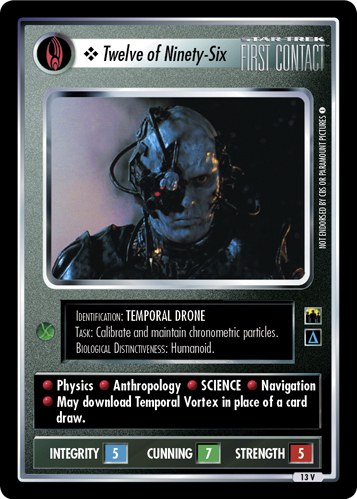 ❖ Twelve of Ninety-Six
STAR TREK
FIRST CONTACT
NOT ENDORSED BY CBS OR PARAMOUNT PICTURES
IDENTIFICATION: TEMPORAL DRONE
TASK: Calibrate and maintain chronometric particles.
BIOLOGICAL DISTINCTIVENESS: Humanoid.
• Physics • Anthropology • SCIENCE • Navigation
• May download Temporal Vortex in place of a card
draw.
INTEGRITY 5 CUNNING 7 STRENGTH 5
13 V